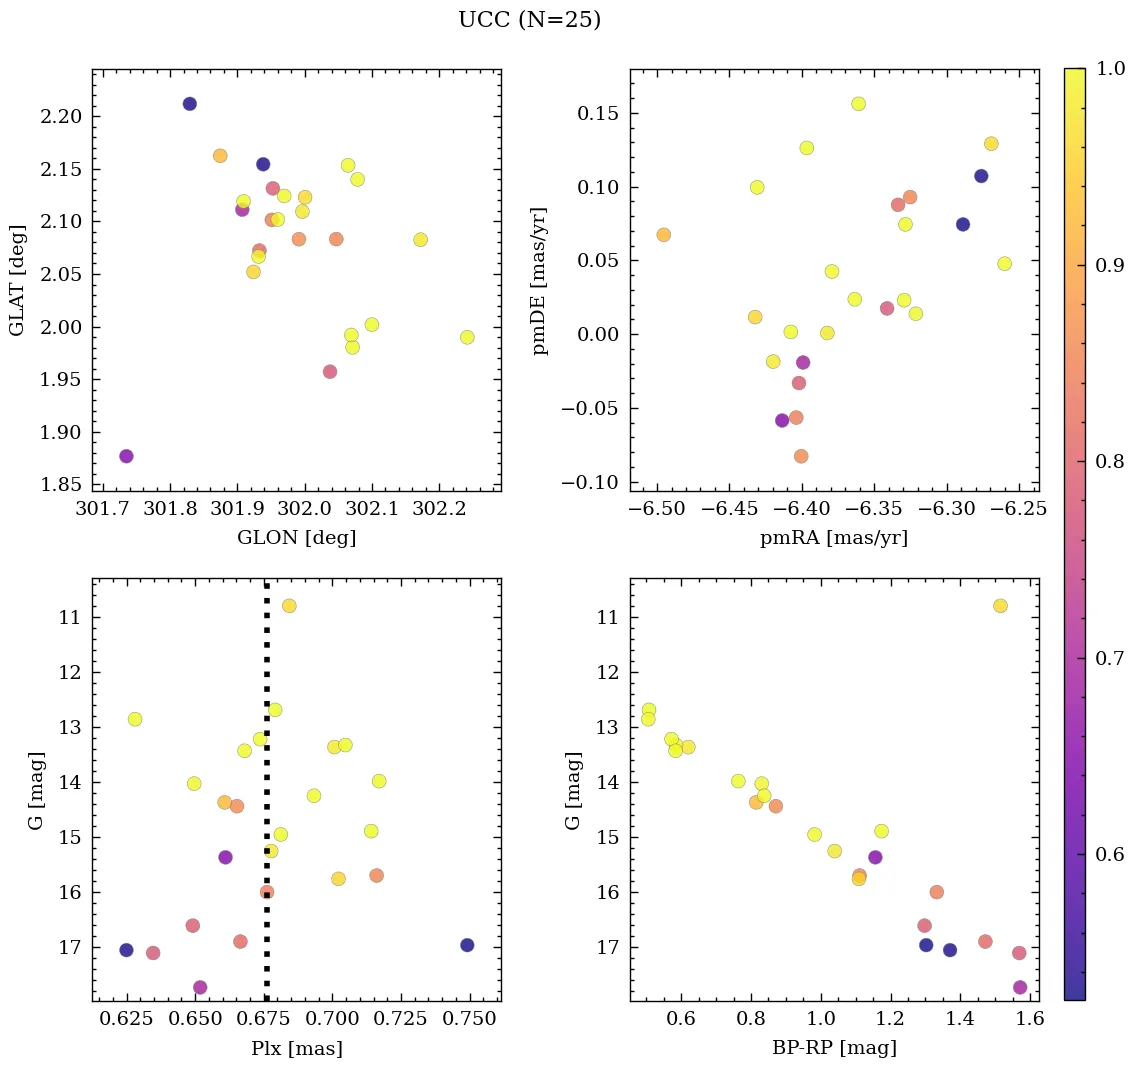 UCC (N=25)
2.20
2.15
2.10
2.05
2.00
1.95
1.90
1.85
GLAT [deg]
301.7 301.8 301.9 302.0 302.1 302.2
GLON [deg]
0.15
0.10
0.05
0.00
−0.05
−0.10
pmDE [mas/yr]
−6.50 −6.45 −6.40 −6.35 −6.30 −6.25
pmRA [mas/yr]
1.0
0.9
0.8
0.7
0.6
11
12
13
14
15
16
17
G [mag]
0.625 0.650 0.675 0.700 0.725 0.750
Plx [mas]
11
12
13
14
15
16
17
G [mag]
0.6 0.8 1.0 1.2 1.4 1.6
BP-RP [mag]